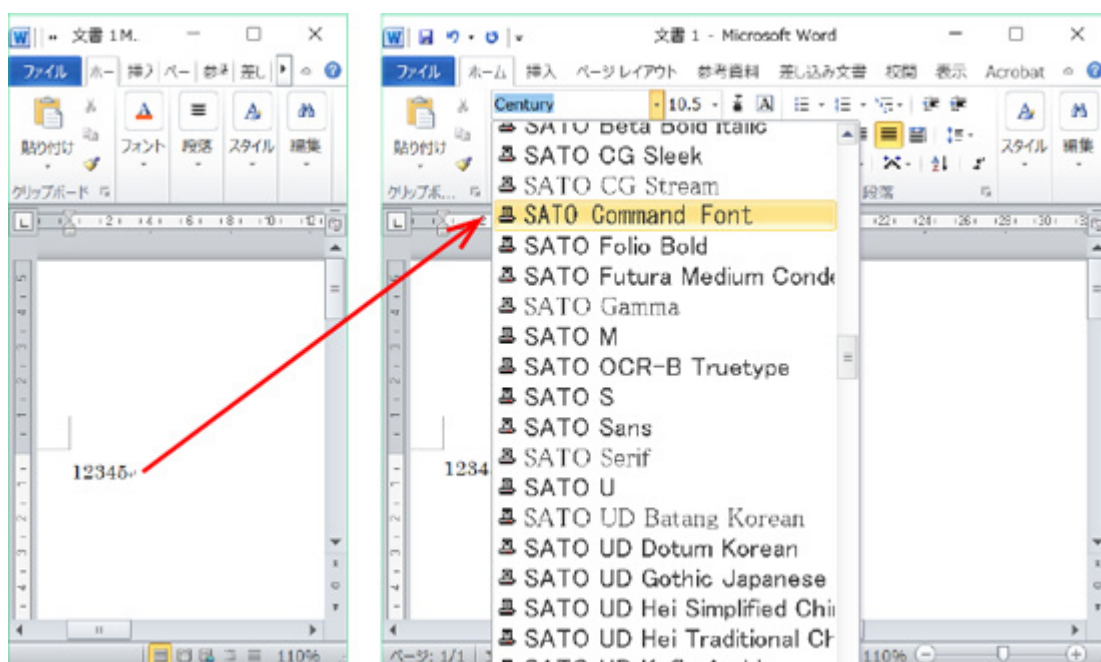 文書 1 M.
ファイル ホー 挿入 ペー 参考 差し
貼り付け フォント 段落 スタイル 編集
クリップボード
12345
110%
文書 1 - Microsoft Word
ファイル ホーム 挿入 ページ レイアウト 参考資料 差し込み文書 校閲 表示 Acrobat
Century 10.5
貼り付け スタイル 編集
クリップボ... 段落
SATO Beta Bold Italic
SATO CG Sleek
SATO CG Stream
SATO Command Font
SATO Folio Bold
SATO Futura Medium Conde
SATO Gamma
SATO M
SATO OCR-B Truetype
SATO S
SATO Sans
SATO Serif
SATO U
SATO UD Batang Korean
SATO UD Dotum Korean
SATO UD Gothic Japanese
SATO UD Hei Simplified Chi
SATO UD Hei Traditional Ch
1234
ページ: 1/1
110%